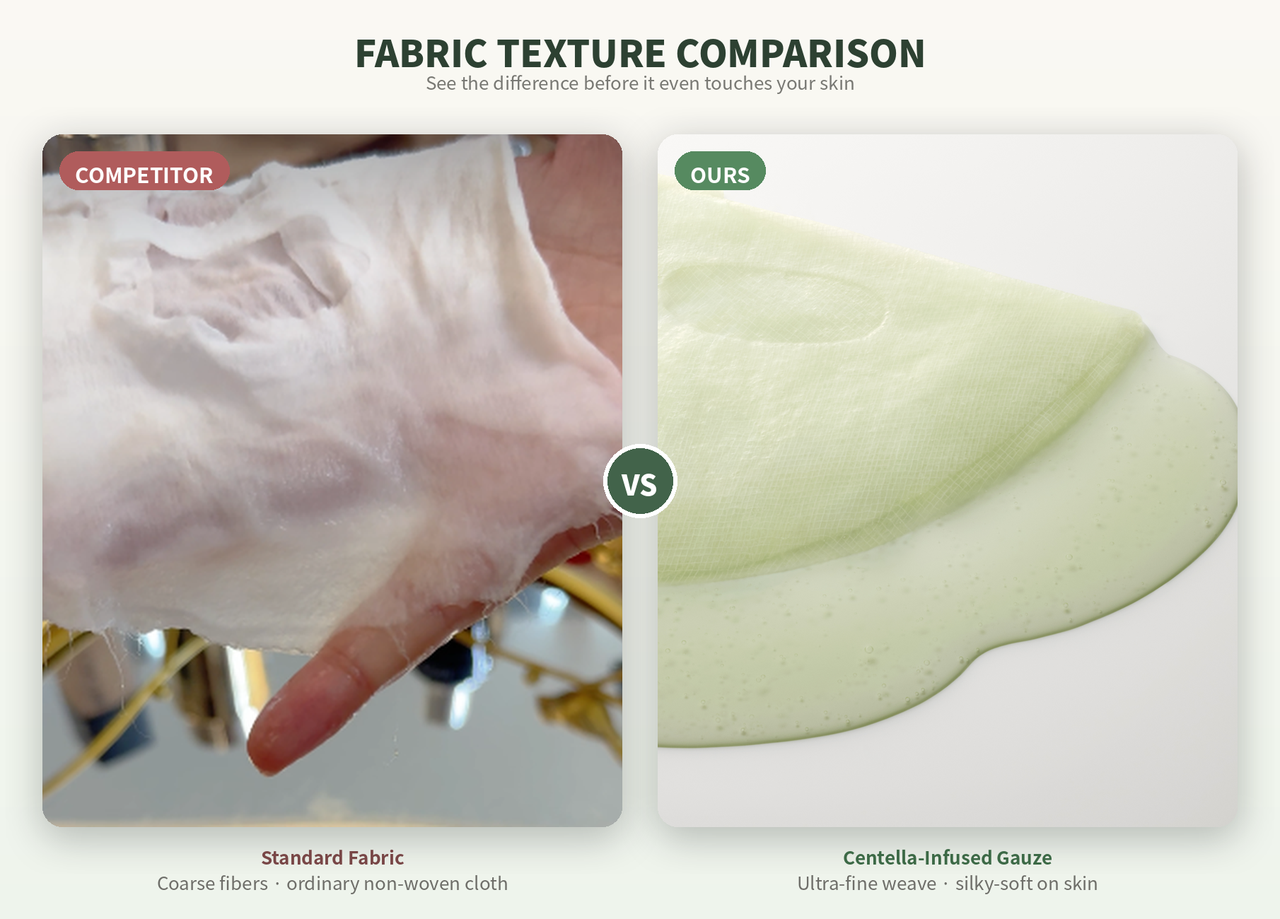 FABRIC TEXTURE COMPARISON
See the difference before it even touches your skin
COMPETITOR
OURS
VS
Standard Fabric
Coarse fibers · ordinary non-woven cloth
Centella-Infused Gauze
Ultra-fine weave · silky-soft on skin